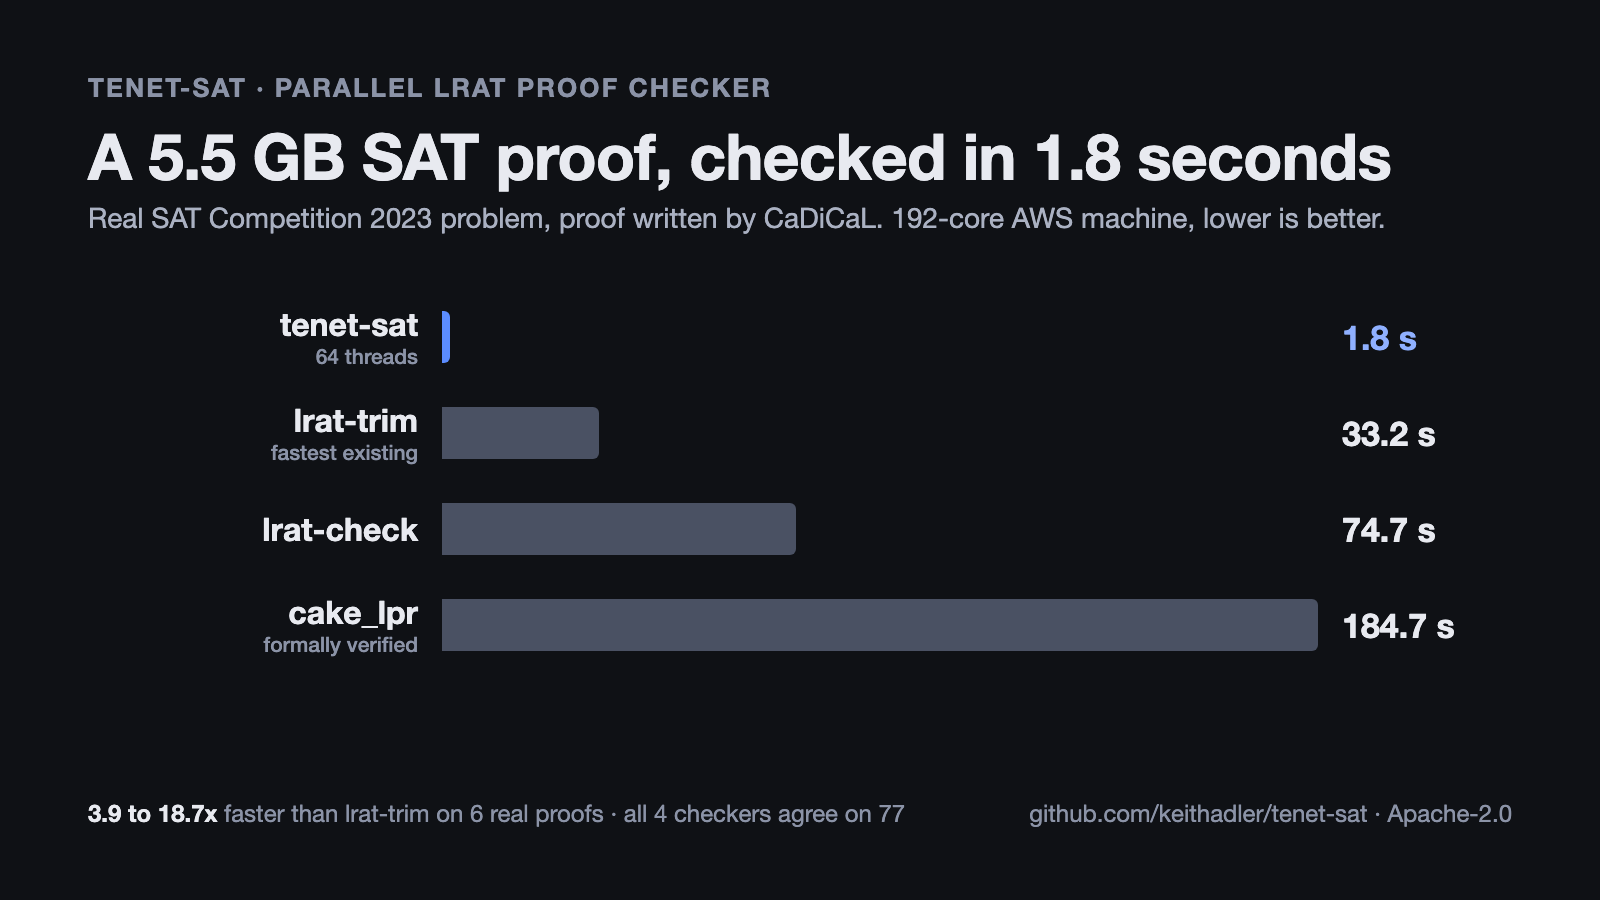 TENET-SAT · PARALLEL LRAT PROOF CHECKER
A 5.5 GB SAT proof, checked in 1.8 seconds
Real SAT Competition 2023 problem, proof written by CaDiCaL. 192-core AWS machine, lower is better.
tenet-sat
64 threads
1.8 s
lrat-trim
fastest existing
33.2 s
lrat-check
74.7 s
cake_lpr
formally verified
184.7 s
3.9 to 18.7x faster than lrat-trim on 6 real proofs · all 4 checkers agree on 77
github.com/keithadler/tenet-sat · Apache-2.0